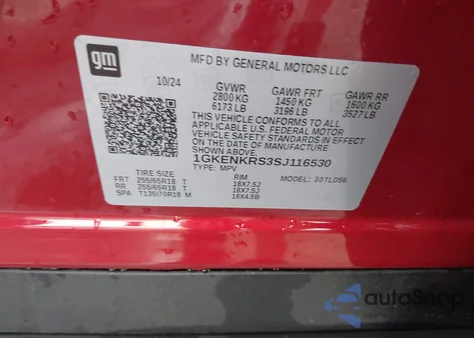 gm
MFD BY GENERAL MOTORS LLC
10/24
GVWR GAWR FRT GAWR RR
2800 KG 1450 KG 1600 KG
6173 LB 3196 LB 3527 LB
THIS VEHICLE CONFORMS TO ALL
APPLICABLE U.S. FEDERAL MOTOR
VEHICLE SAFETY STANDARDS IN EFFECT
ON THE DATE OF MANUFACTURE SHOWN ABOVE.
1GKENKRS3SJ116530
TYPE: MPV MODEL: 30TLD56
TIRE SIZE RIM
FRT 255/65R18 T 18X7.5J
RR 255/65R18 T 18X7.5J
SPA T135/70R18 M 18X4.5B
autoSnap